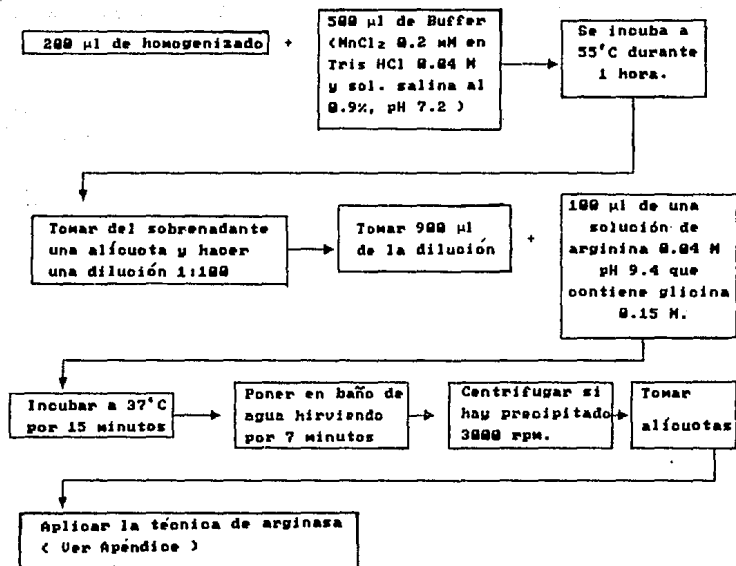 200 µl de homogenizado
+
500 µl de Buffer
(MnCl₂ 0.2 mM en
Tris HCl 0.04 M
y sol. salina al
0.9%, pH 7.2 )
Se incuba a
55°C durante
1 hora.
Tomar del sobrenadante
una alícuota y hacer
una dilución 1:100
Tomar 900 µl
de la dilución
+
100 µl de una
solución de
arginina 0.04 M
pH 9.4 que
contiene glicina
0.15 M.
Incubar a 37°C
por 15 minutos
Poner en baño de
agua hirviendo
por 7 minutos
Centrifugar si
hay precipitado
3000 rpm.
Tomar
alícuotas
Aplicar la técnica de arginasa
( Ver Apéndice )